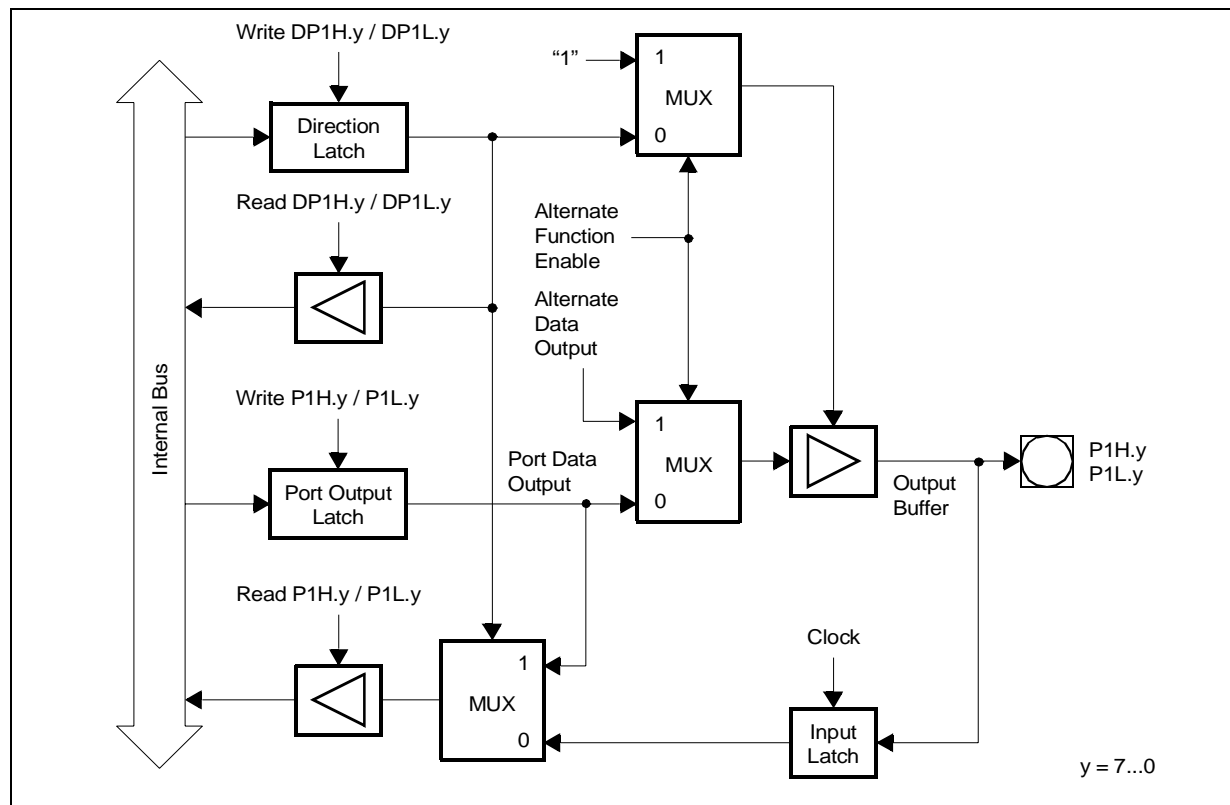 Write DP1H.y / DP1L.y
“1”
1
MUX
0
Direction
Latch
Read DP1H.y / DP1L.y
Alternate
Function
Enable
Alternate
Data
Output
Internal Bus
Write P1H.y / P1L.y
Port Output
Latch
Port Data
Output
1
MUX
0
Output
Buffer
P1H.y
P1L.y
Read P1H.y / P1L.y
1
MUX
0
Clock
Input
Latch
y = 7...0